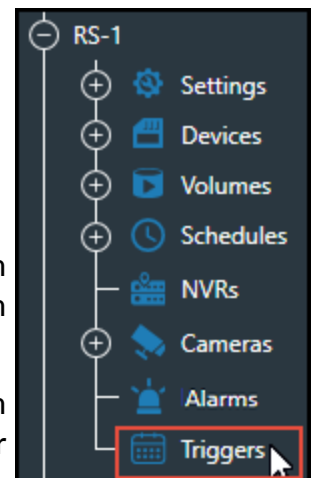 RS-1
Settings
Devices
Volumes
Schedules
n
NVRs
n
Cameras
n
Alarms
r
Triggers